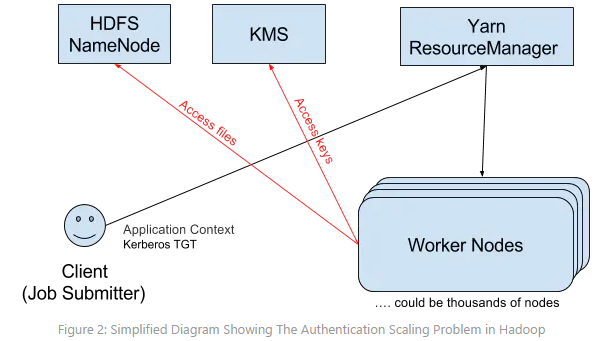 HDFS
NameNode
KMS
Yarn
ResourceManager
Access files
Access keys
Application Context
Kerberos TGT
Client
(Job Submitter)
Worker Nodes
.... could be thousands of nodes
Figure 2: Simplified Diagram Showing The Authentication Scaling Problem in Hadoop